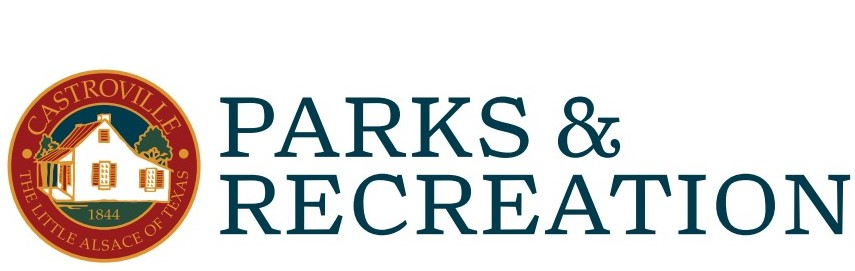 CASTROVILLE
THE LITTLE ALSACE OF TEXAS
1844
PARKS &
RECREATION